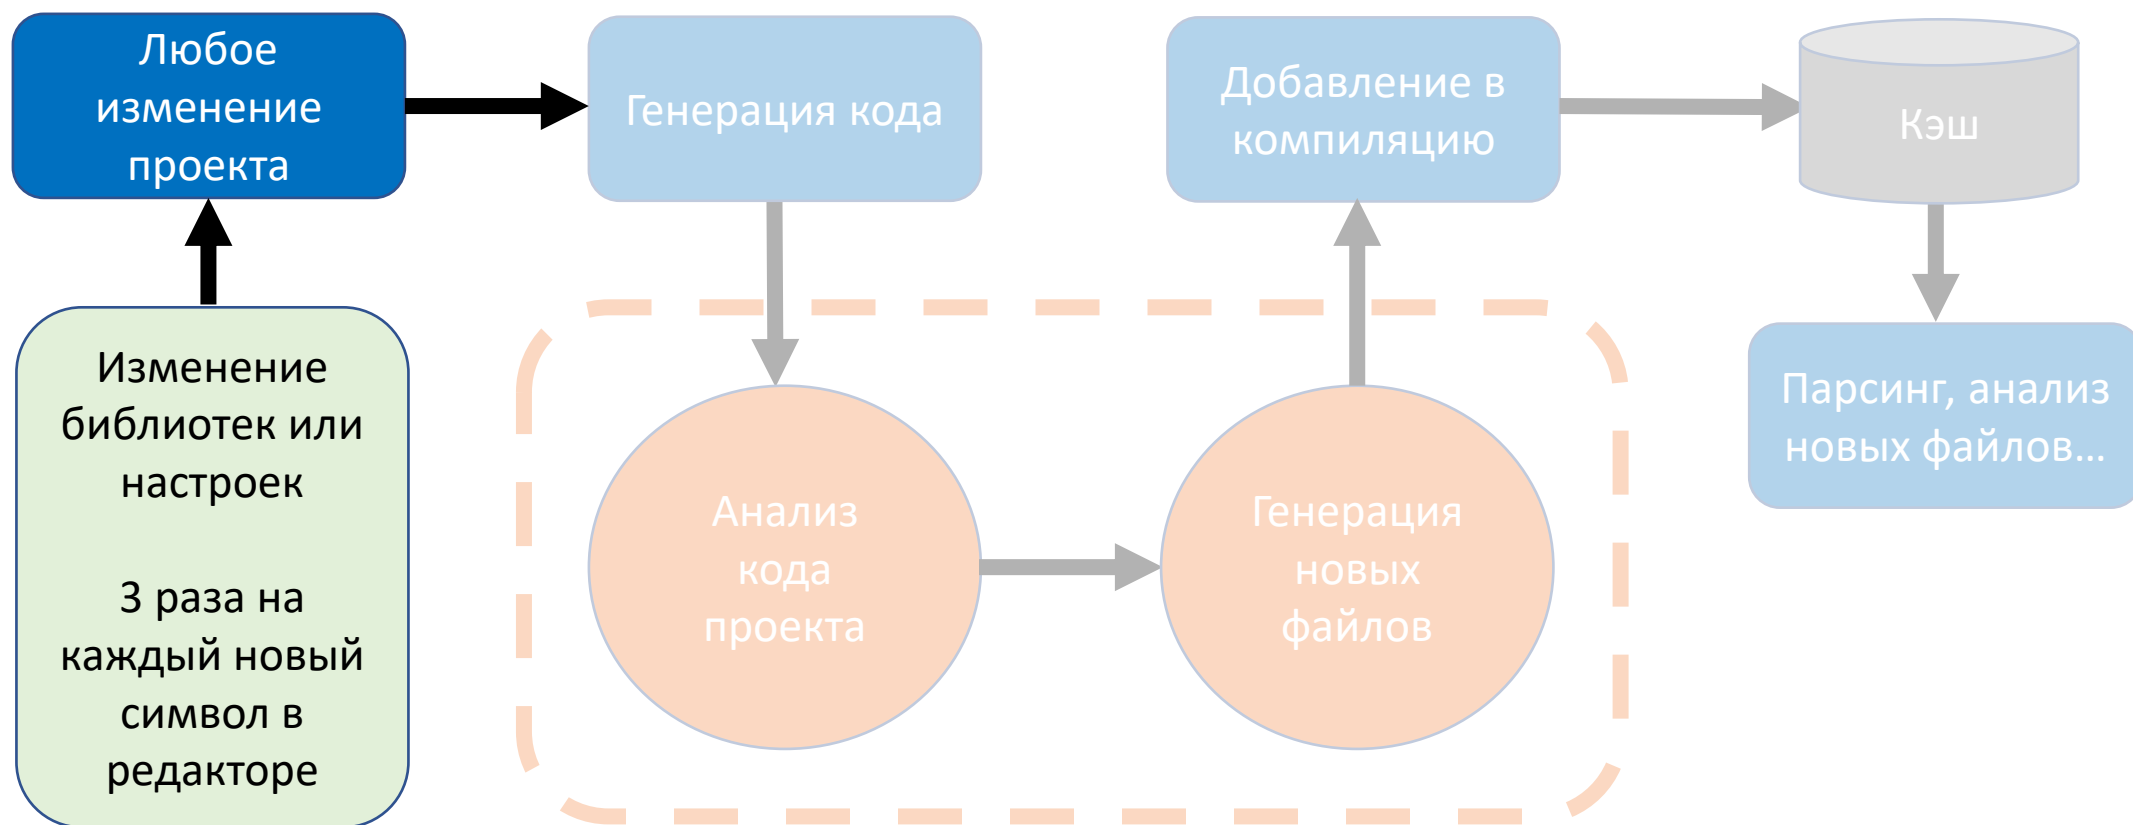 Любое
изменение
проекта
Генерация кода
Добавление в
компиляцию
Кэш
Изменение
библиотек или
настроек
3 раза на
каждый новый
символ в
редакторе
Анализ
кода
проекта
Генерация
новых
файлов
Парсинг, анализ
новых файлов...